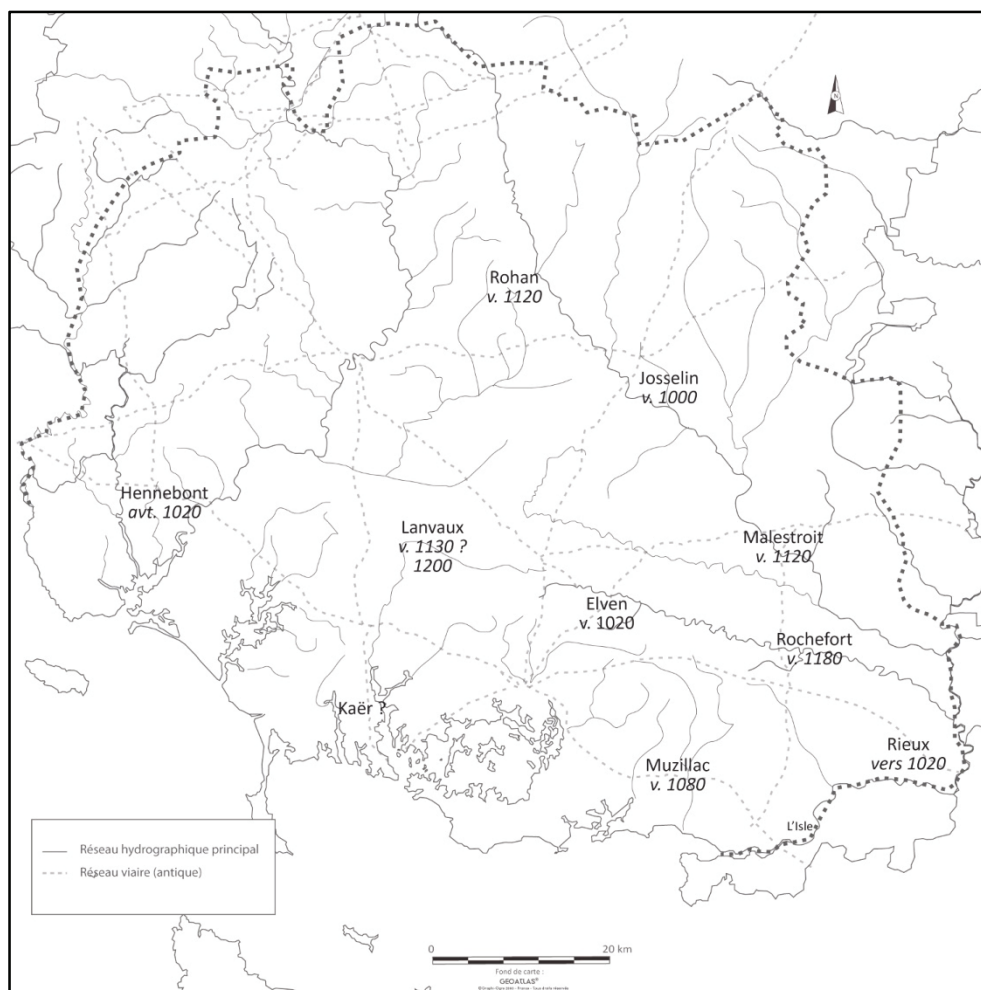 N
Rohan
v. 1120
Josselin
v. 1000
Hennebont
avt. 1020
Lanvaux
v. 1130 ?
1200
Malestroit
v. 1120
Elven
v. 1020
Rochefort
v. 1180
Kaër ?
Rieux
vers 1020
Muzillac
v. 1080
L'Isle
Réseau hydrographique principal
Réseau viaire (antique)
0 20 km
Fond de carte :
GEOATLAS®